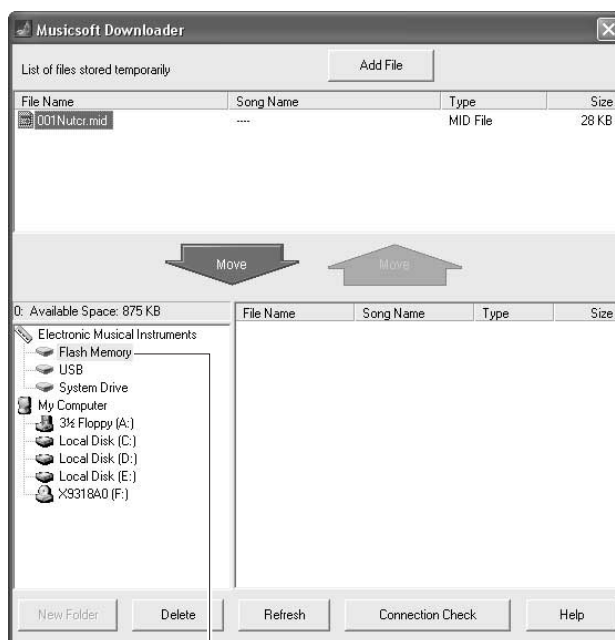 Musicsoft Downloader
List of files stored temporarily
Add File
File Name Song Name Type Size
001Nutcr.mid ---- MID File 28 KB
Move Move
0: Available Space: 875 KB
File Name Song Name Type Size
Electronic Musical Instruments
Flash Memory
USB
System Drive
My Computer
3½ Floppy (A:)
Local Disk (C:)
Local Disk (D:)
Local Disk (E:)
X9318A0 (F:)
New Folder Delete Refresh Connection Check Help